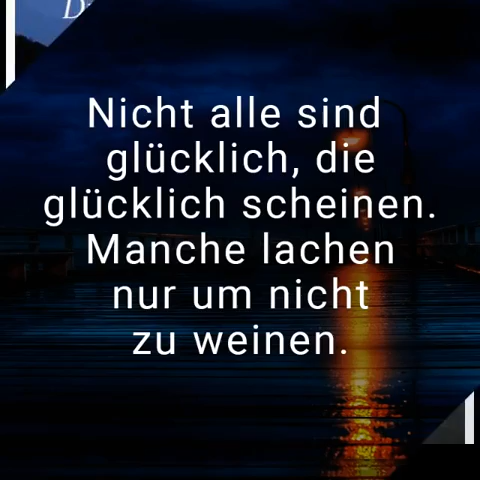 Nicht alle sind
glücklich, die
glücklich scheinen.
Manche lachen
nur um nicht
zu weinen.